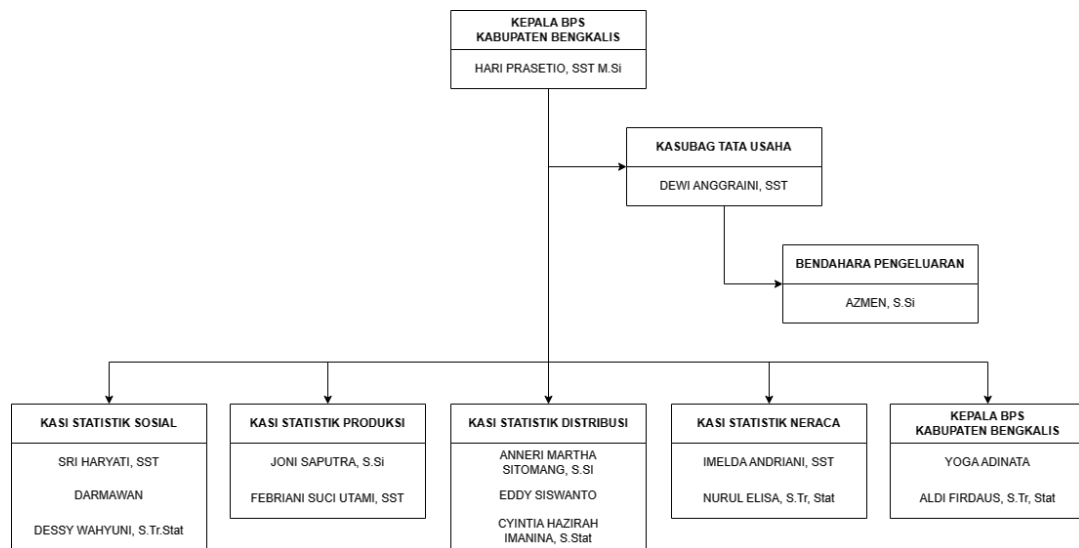 KEPALA BPS
KABUPATEN BENGKALIS
HARI PRASETIO, SST M.Si
KASUBAG TATA USAHA
DEWI ANGGRAINI, SST
BENDAHARA PENGELUARAN
AZMEN, S.Si
KASI STATISTIK SOSIAL
SRI HARYATI, SST
DARMAWAN
DESSY WAHYUNI, S.Tr.Stat
KASI STATISTIK PRODUKSI
JONI SAPUTRA, S.Si
FEBRIANI SUCI UTAMI, SST
KASI STATISTIK DISTRIBUSI
ANNERI MARTHA
SITOMANG, S.SI
EDDY SISWANTO
CYINTIA HAZIRAH
IMANINA, S.Stat
KASI STATISTIK NERACA
IMELDA ANDRIANI, SST
NURUL ELISA, S.Tr, Stat
KEPALA BPS
KABUPATEN BENGKALIS
YOGA ADINATA
ALDI FIRDAUS, S.Tr, Stat